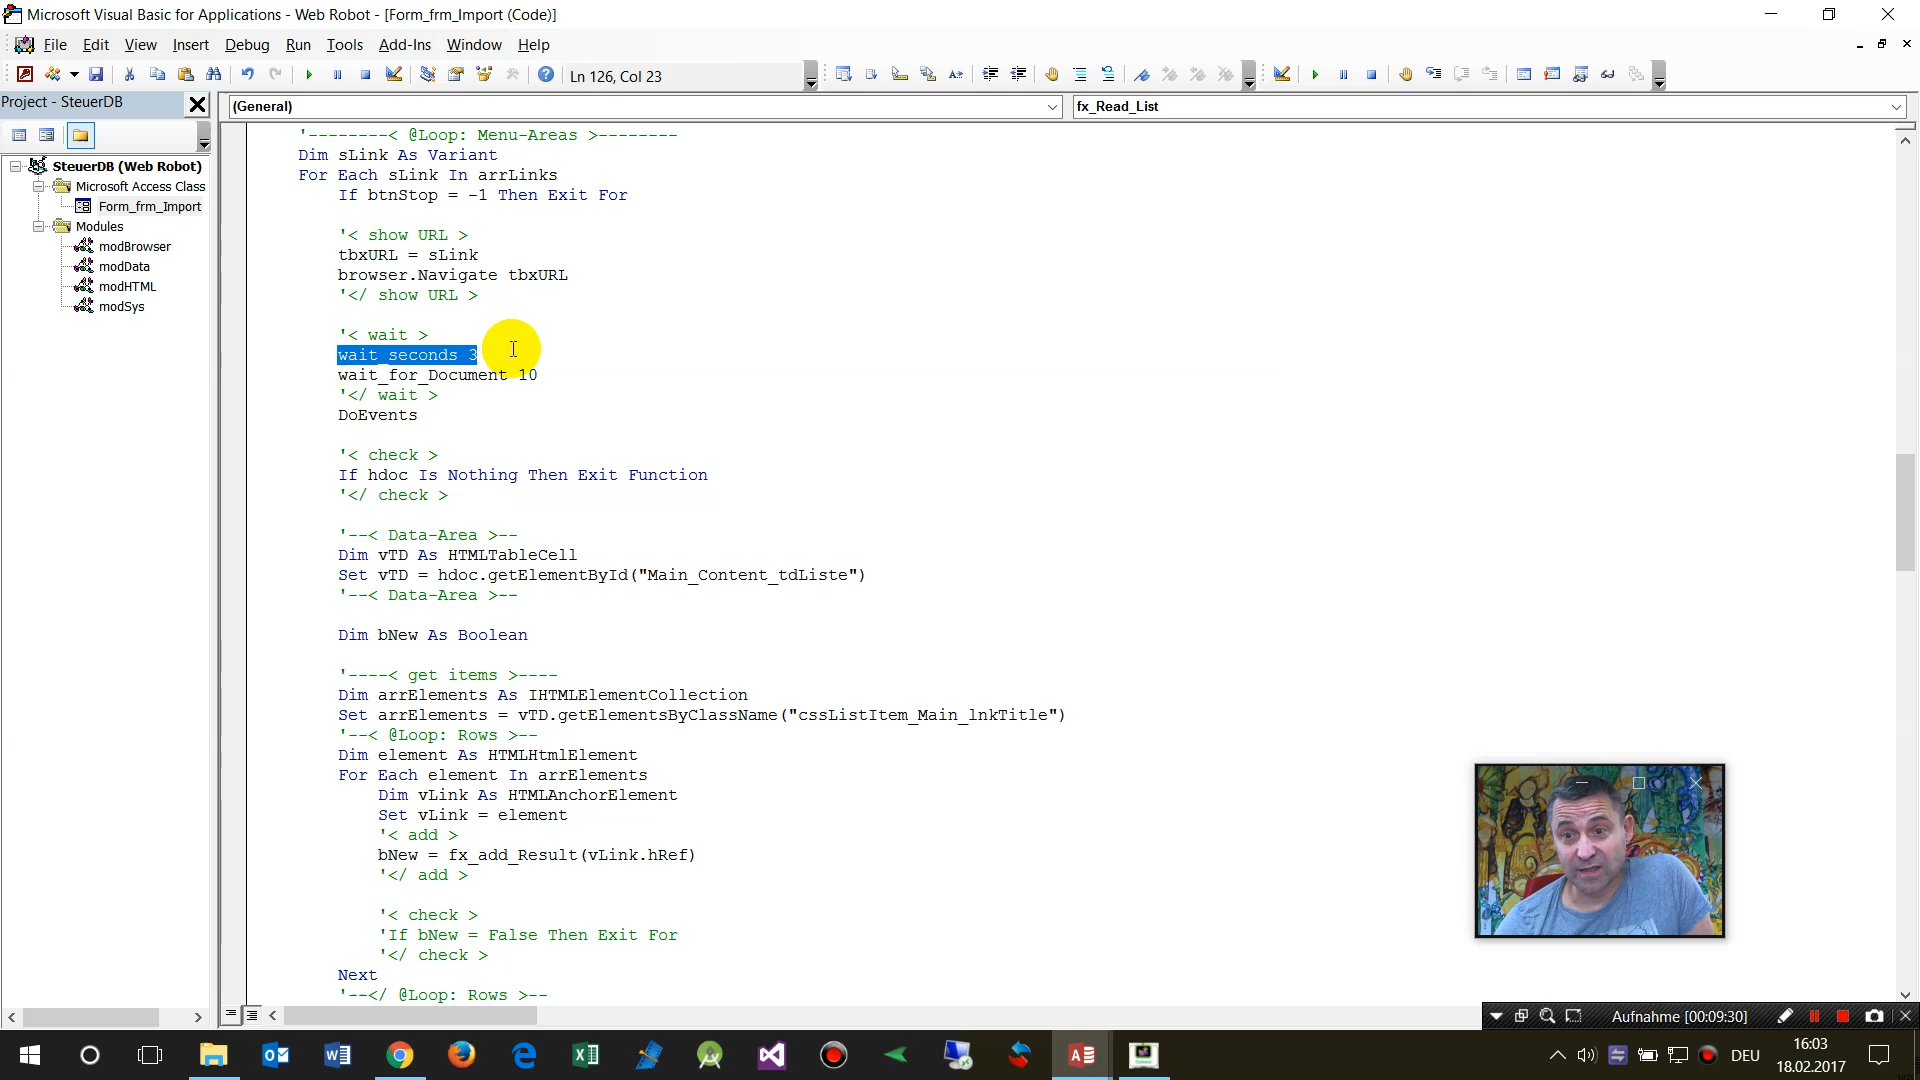 Microsoft Visual Basic for Applications - Web Robot - [Form_frm_Import (Code)]
File Edit View Insert Debug Run Tools Add-Ins Window Help
Ln 126, Col 23
Project - SteuerDB
(General) fx_Read_List
SteuerDB (Web Robot)
Microsoft Access Class
Form_frm_Import
Modules
modBrowser
modData
modHTML
modSys
'--------< @Loop: Menu-Areas >--------
Dim sLink As Variant
For Each sLink In arrLinks
If btnStop = -1 Then Exit For
'< show URL >
tbxURL = sLink
browser.Navigate tbxURL
'</ show URL >
'< wait >
wait_seconds 3
wait_for_Document 10
'</ wait >
DoEvents
'< check >
If hdoc Is Nothing Then Exit Function
'</ check >
'--< Data-Area >--
Dim vTD As HTMLTableCell
Set vTD = hdoc.getElementById("Main_Content_tdListe")
'--< Data-Area >--
Dim bNew As Boolean
'----< get items >----
Dim arrElements As IHTMLElementCollection
Set arrElements = vTD.getElementsByClassName("cssListItem_Main_lnkTitle")
'--< @Loop: Rows >--
Dim element As HTMLHtmlElement
For Each element In arrElements
Dim vLink As HTMLAnchorElement
Set vLink = element
'< add >
bNew = fx_add_Result(vLink.hRef)
'</ add >
'< check >
'If bNew = False Then Exit For
'</ check >
Next
'--</ @Loop: Rows >--
Aufnahme [00:09:30]
DEU
16:03
18.02.2017